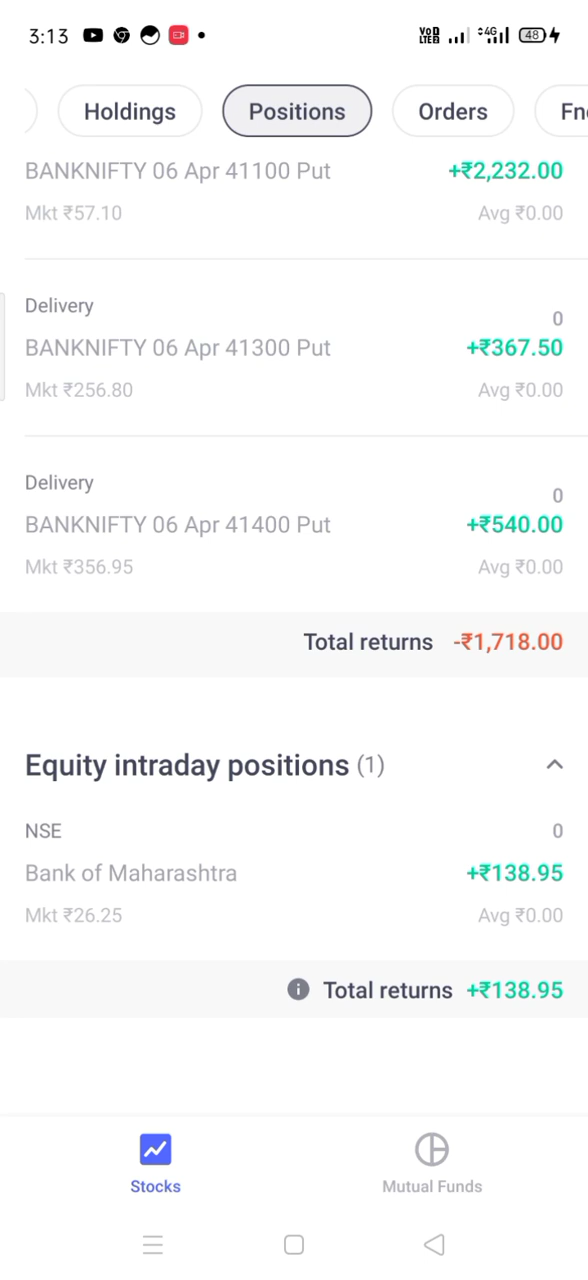 3:13 VoD LTE2 4G 48
Holdings Positions Orders Fn
BANKNIFTY 06 Apr 41100 Put +₹2,232.00
Mkt ₹57.10 Avg ₹0.00
Delivery 0
BANKNIFTY 06 Apr 41300 Put +₹367.50
Mkt ₹256.80 Avg ₹0.00
Delivery 0
BANKNIFTY 06 Apr 41400 Put +₹540.00
Mkt ₹356.95 Avg ₹0.00
Total returns -₹1,718.00
Equity intraday positions (1)
NSE 0
Bank of Maharashtra +₹138.95
Mkt ₹26.25 Avg ₹0.00
Total returns +₹138.95
Stocks Mutual Funds